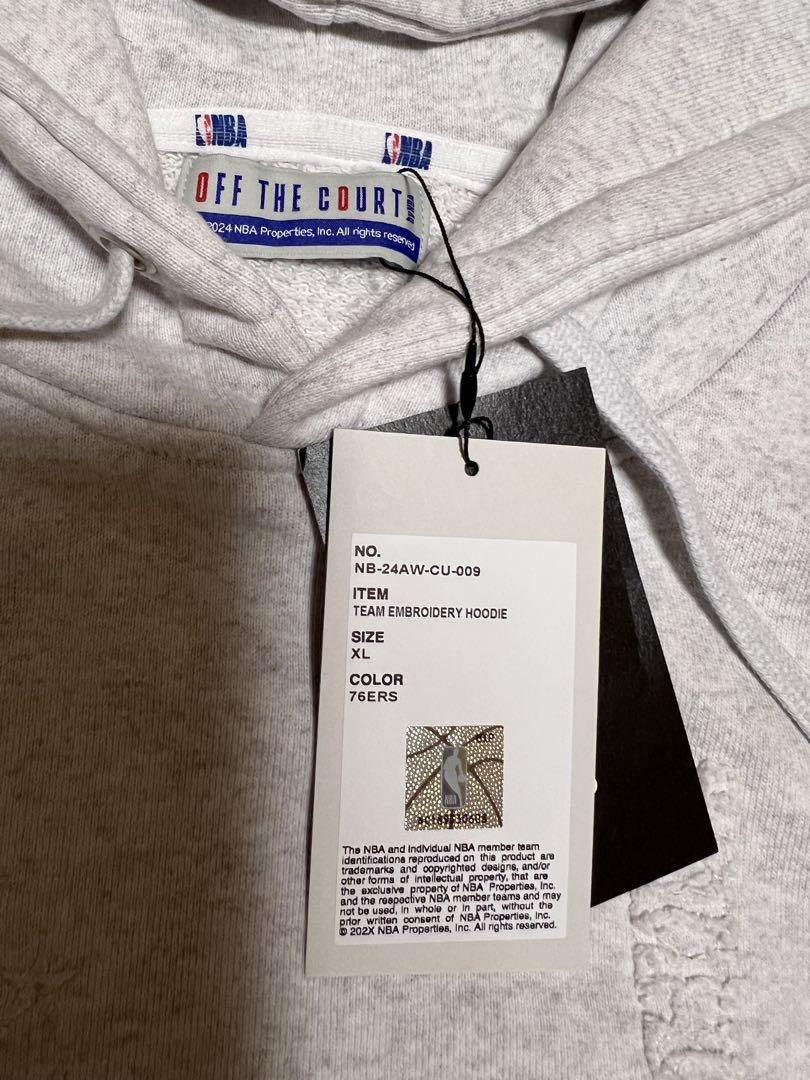 NBA
NBA
OFF THE COURT by NBA
2024 NBA Properties, Inc. All rights reserved
NO.
NB-24AW-CU-009
ITEM
TEAM EMBROIDERY HOODIE
SIZE
XL
COLOR
76ERS
NBA
The NBA and individual NBA member team
identifications reproduced on this product are
trademarks and copyrighted designs, and/or
other forms of intellectual property, that are
the exclusive property of NBA Properties, Inc.
and the respective NBA member teams and may
not be used, in whole or in part, without the
prior written consent of NBA Properties, Inc.
© 202X NBA Properties, Inc. All rights reserved.